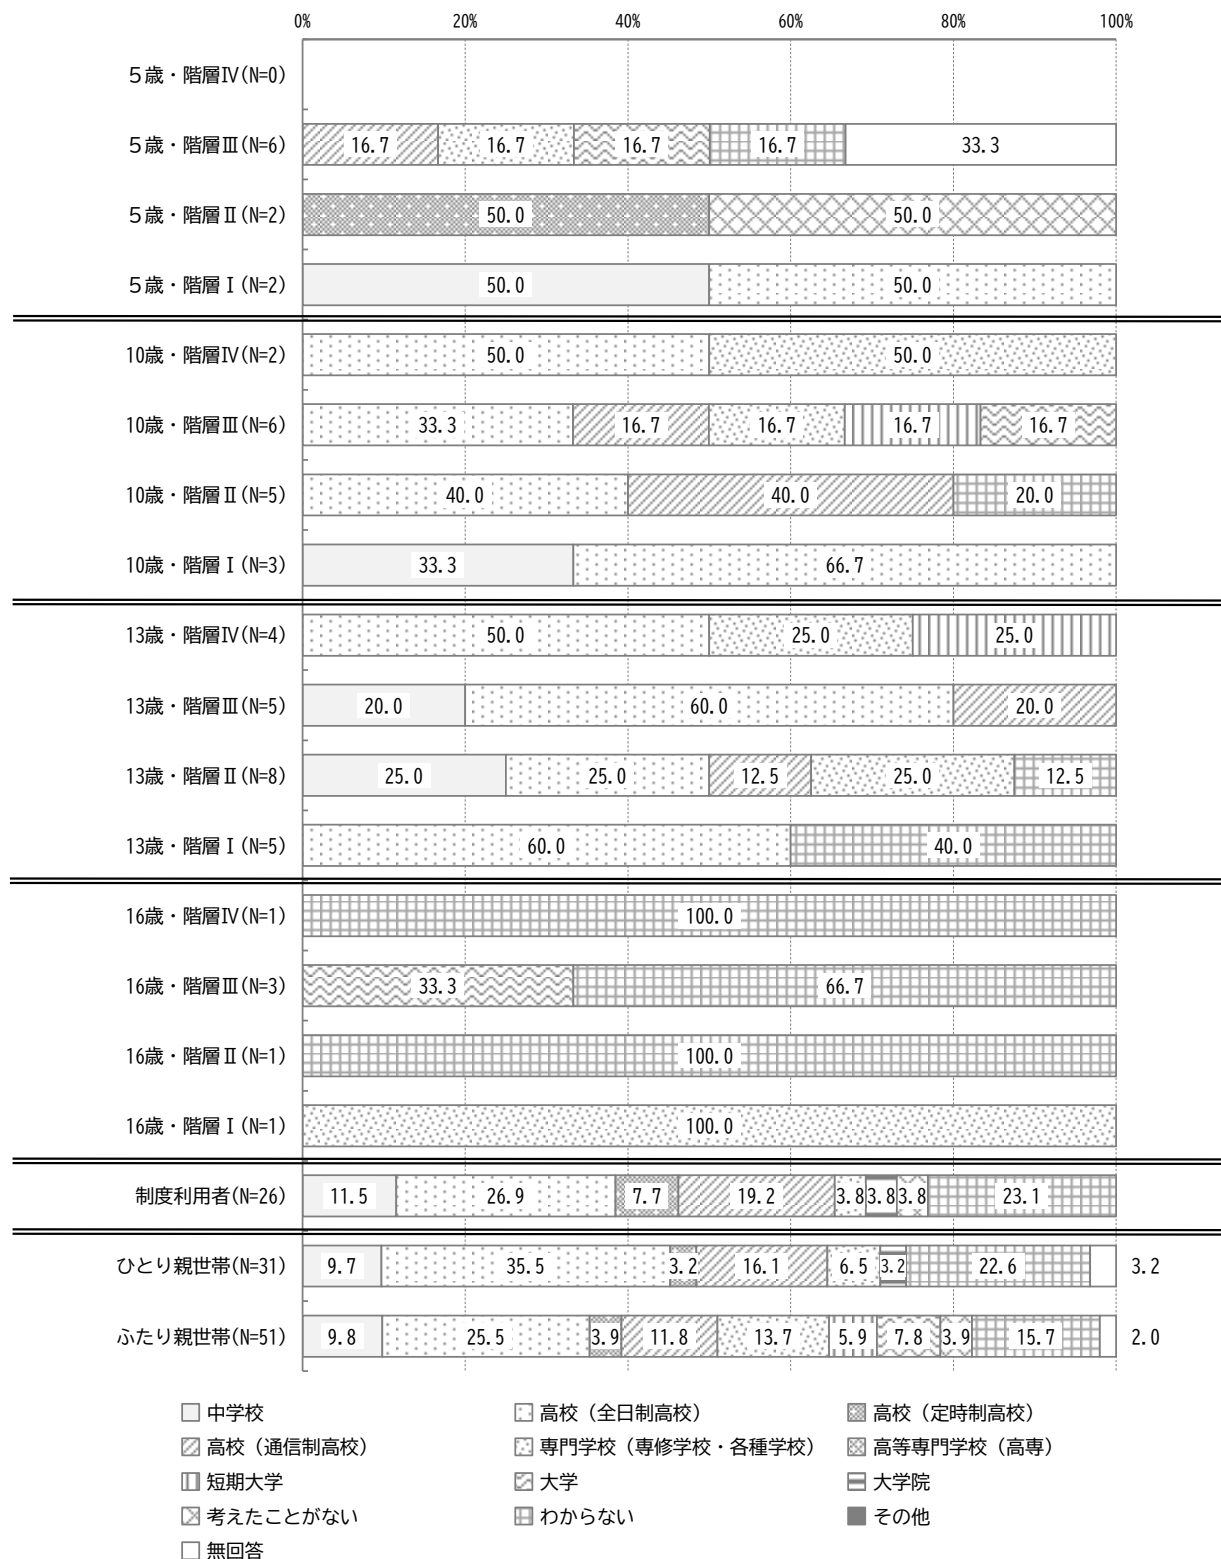 0% 20% 40% 60% 80% 100%
5歳・階層Ⅳ(N=0)
5歳・階層Ⅲ(N=6) 16.7 16.7 16.7 16.7 33.3
5歳・階層Ⅱ(N=2) 50.0 50.0
5歳・階層Ⅰ(N=2) 50.0 50.0
10歳・階層Ⅳ(N=2) 50.0 50.0
10歳・階層Ⅲ(N=6) 33.3 16.7 16.7 16.7 16.7
10歳・階層Ⅱ(N=5) 40.0 40.0 20.0
10歳・階層Ⅰ(N=3) 33.3 66.7
13歳・階層Ⅳ(N=4) 50.0 25.0 25.0
13歳・階層Ⅲ(N=5) 20.0 60.0 20.0
13歳・階層Ⅱ(N=8) 25.0 25.0 12.5 25.0 12.5
13歳・階層Ⅰ(N=5) 60.0 40.0
16歳・階層Ⅳ(N=1) 100.0
16歳・階層Ⅲ(N=3) 33.3 66.7
16歳・階層Ⅱ(N=1) 100.0
16歳・階層Ⅰ(N=1) 100.0
制度利用者(N=26) 11.5 26.9 7.7 19.2 3.8 3.8 3.8 23.1
ひとり親世帯(N=31) 9.7 35.5 3.2 16.1 6.5 3.2 22.6 3.2
ふたり親世帯(N=51) 9.8 25.5 3.9 11.8 13.7 5.9 7.8 3.9 15.7 2.0
中学校 高校（全日制高校） 高校（定時制高校）
高校（通信制高校） 専門学校（専修学校・各種学校） 高等専門学校（高専）
短期大学 大学 大学院
考えたことがない わからない その他
無回答